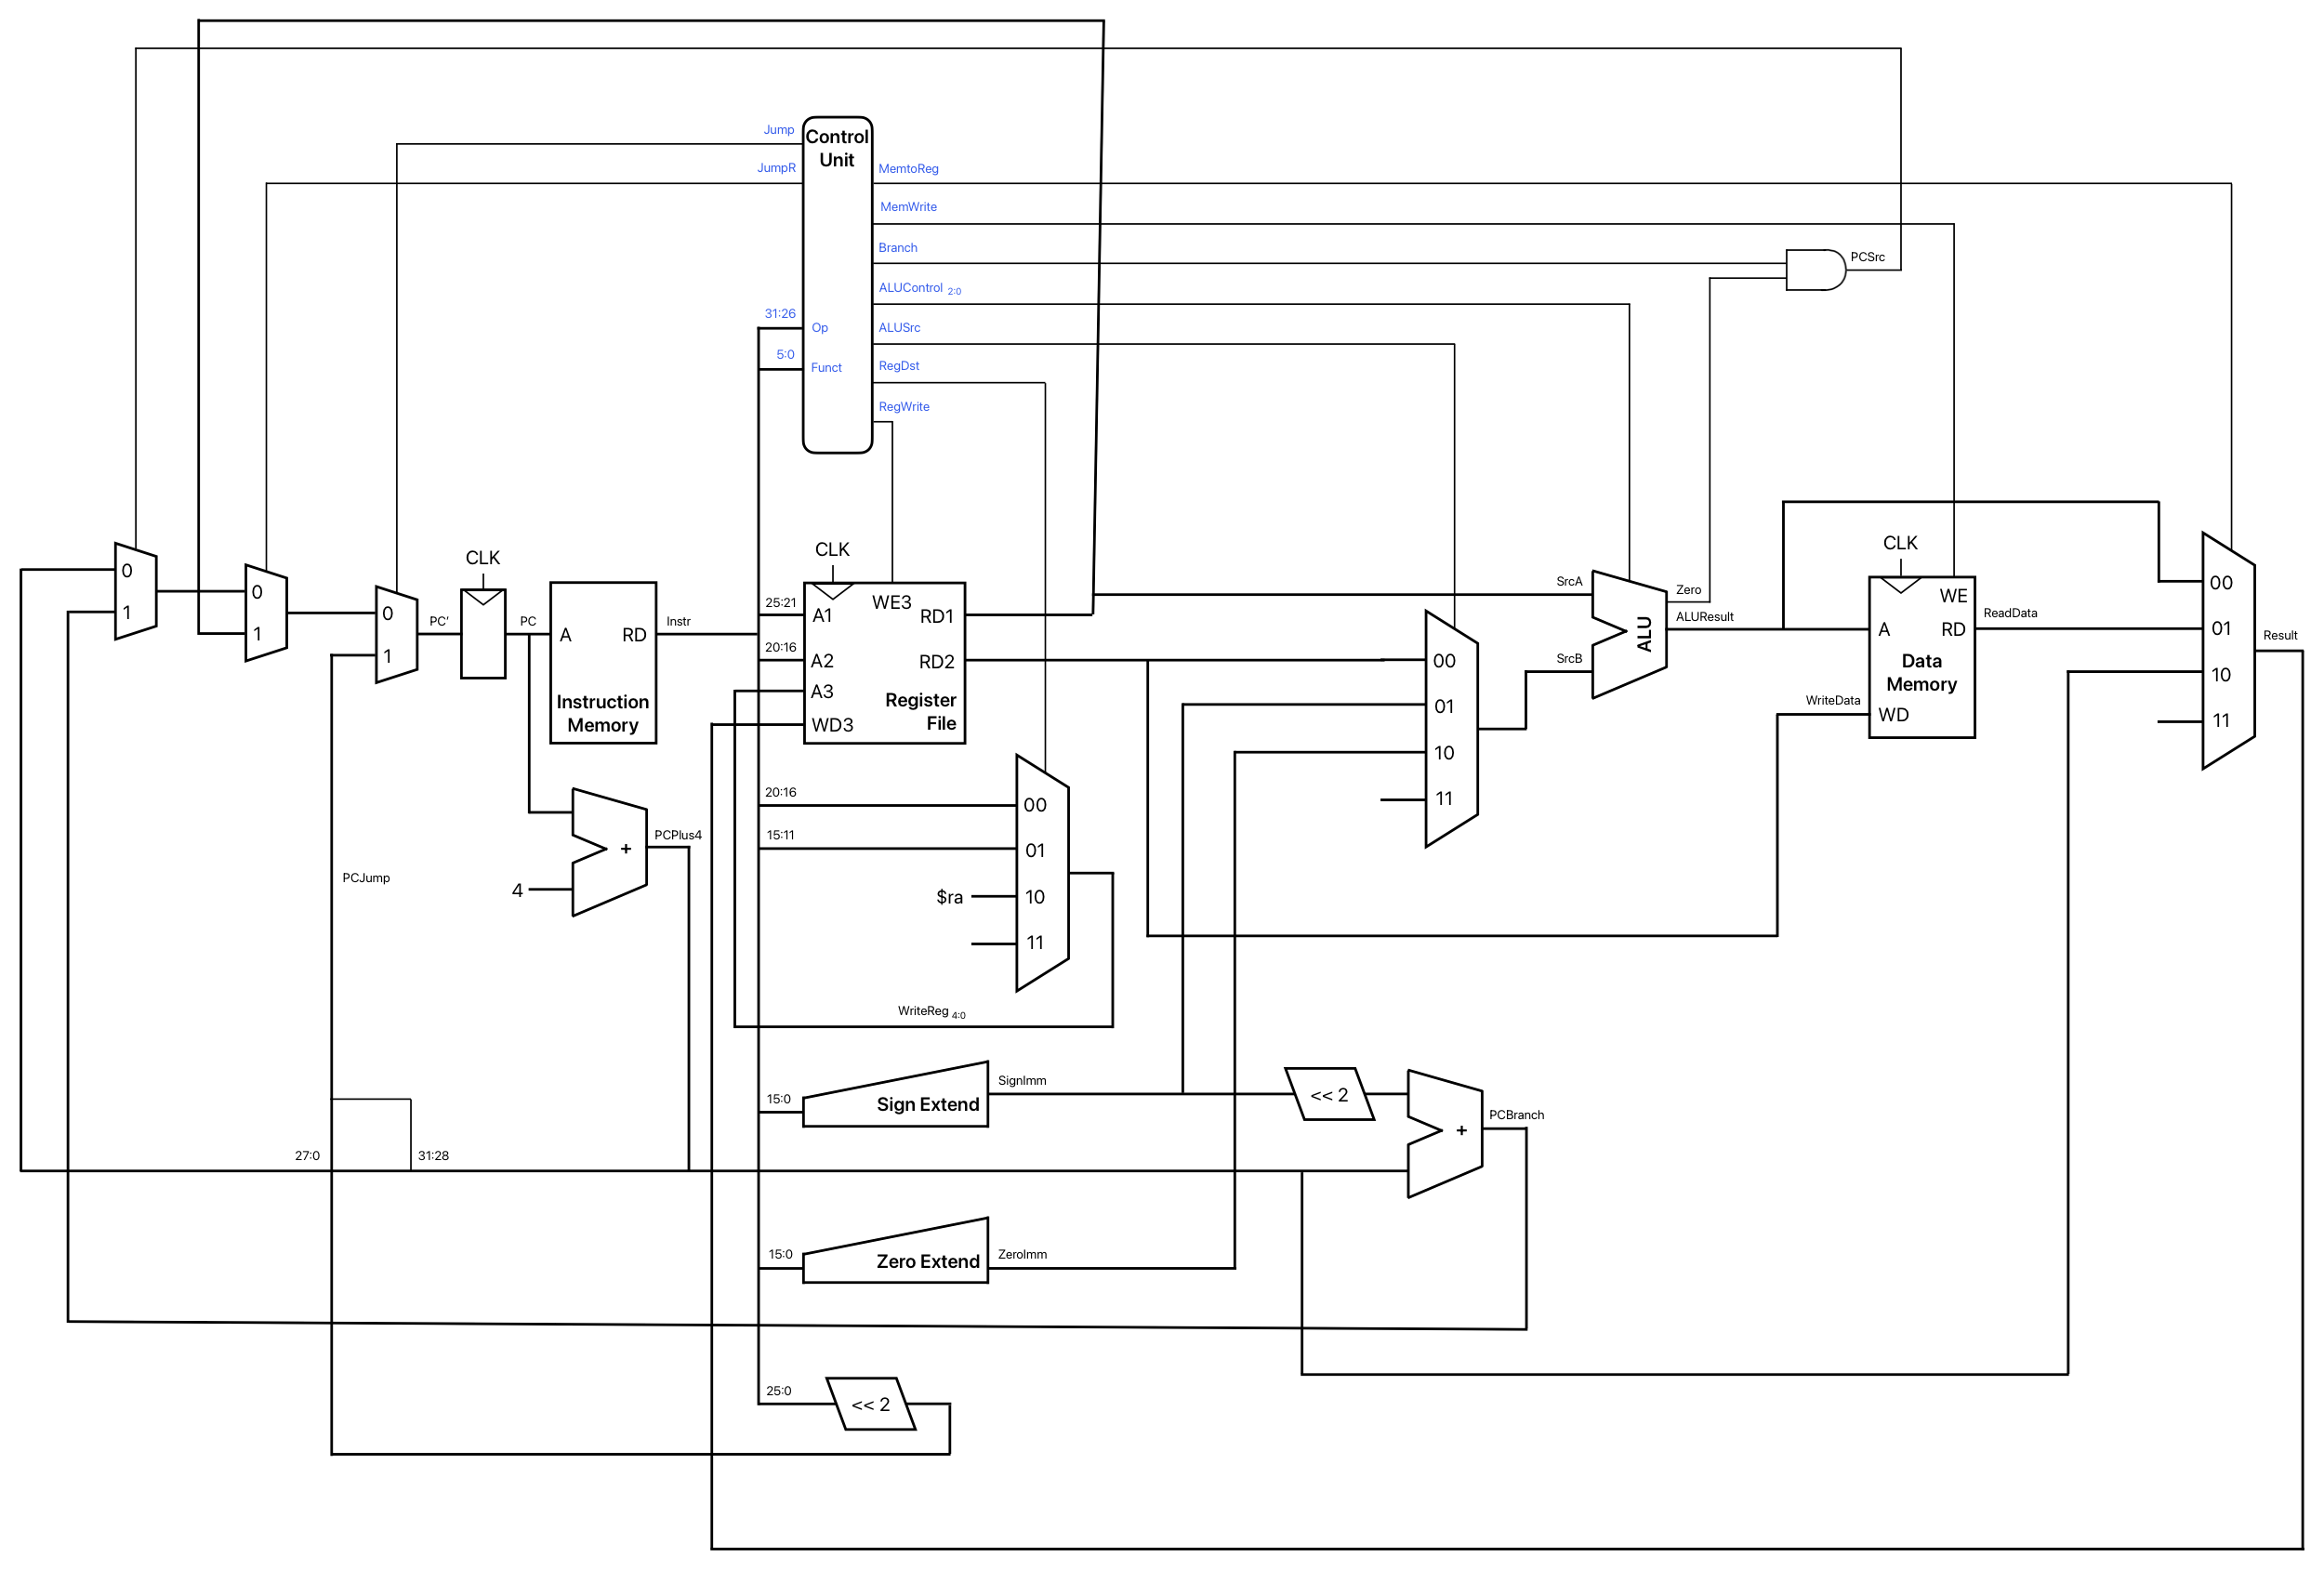 Jump
JumpR
Control
Unit
MemtoReg
MemWrite
Branch
PCSrc
ALUControl 2:0
31:26
Op
ALUSrc
5:0
Funct
RegDst
RegWrite
CLK
CLK
CLK
0
1
0
1
0
1
PC'
PC
A
RD
Instruction
Memory
Instr
25:21
20:16
A1
A2
A3
WD3
WE3
RD1
RD2
Register
File
SrcA
SrcB
ALU
Zero
ALUResult
WE
A
RD
Data
Memory
WriteData
WD
ReadData
00
01
10
11
Result
00
01
10
11
20:16
15:11
$ra
00
01
10
11
PCPlus4
+
4
PCJump
WriteReg 4:0
15:0
Sign Extend
SignImm
<< 2
+
PCBranch
27:0
31:28
15:0
Zero Extend
ZeroImm
25:0
<< 2